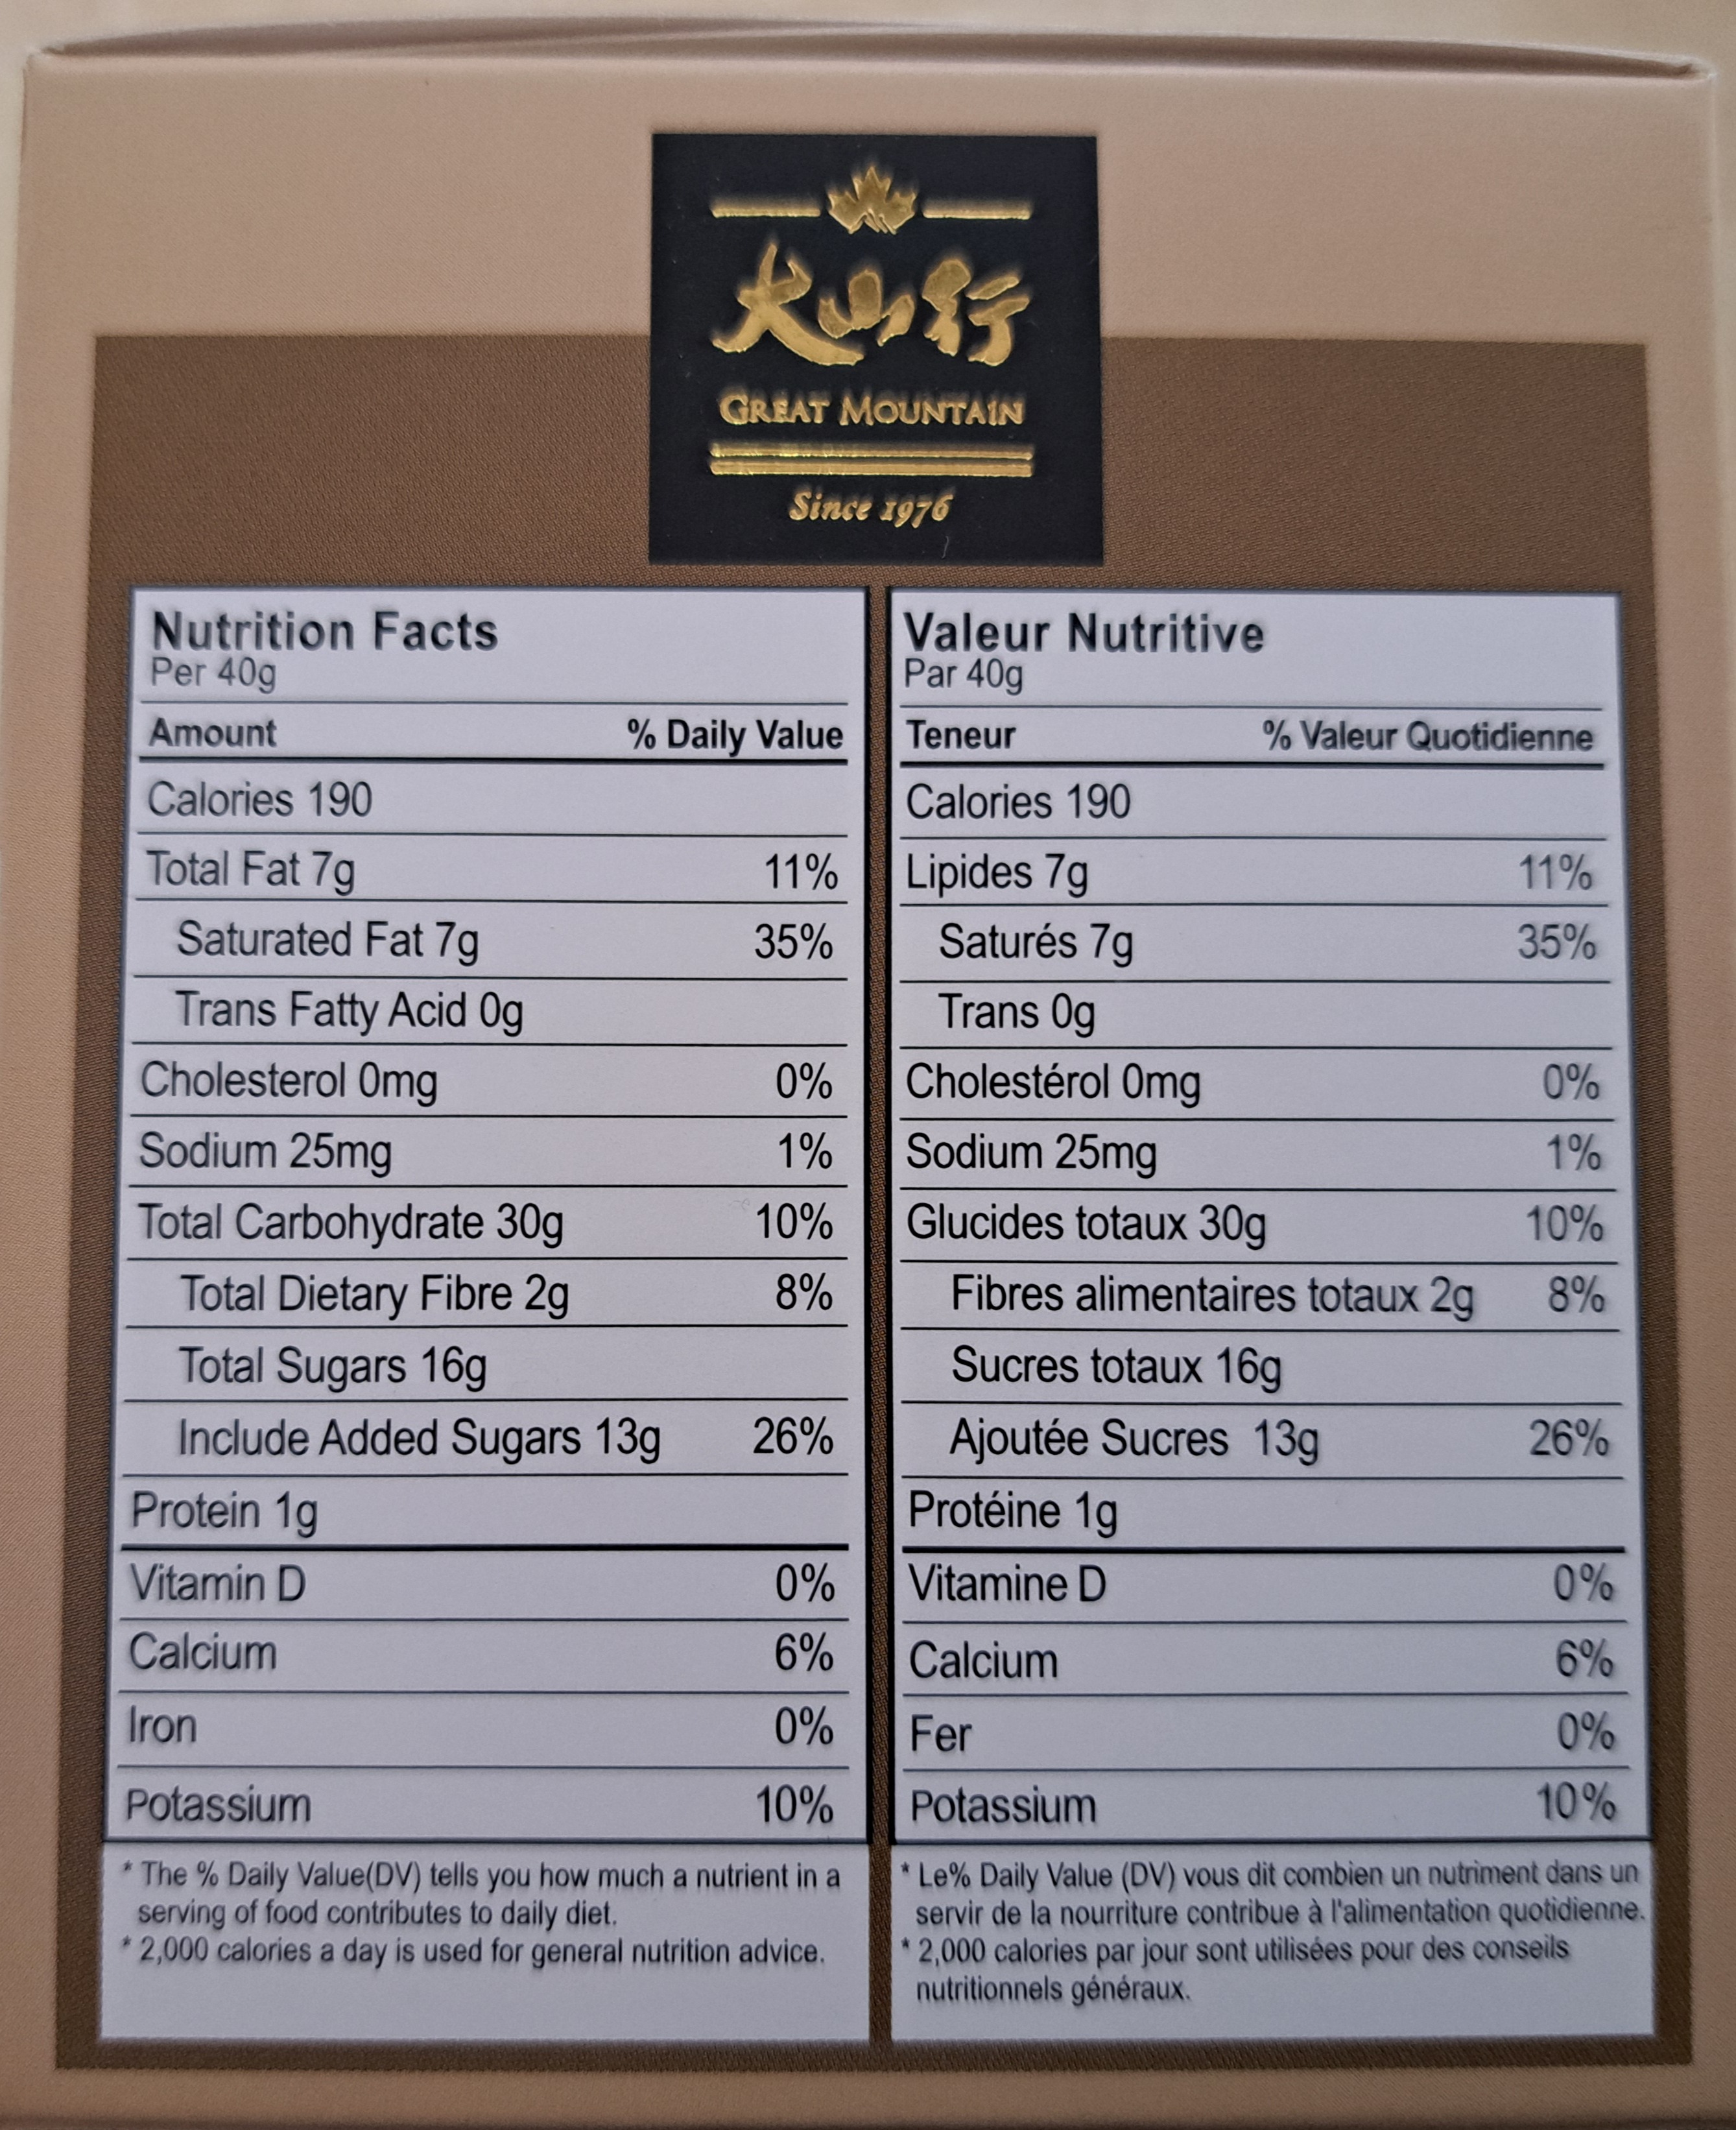 大山行
GREAT MOUNTAIN
Since 1976
Nutrition Facts
Per 40g
Amount % Daily Value
Calories 190
Total Fat 7g 11%
Saturated Fat 7g 35%
Trans Fatty Acid 0g
Cholesterol 0mg 0%
Sodium 25mg 1%
Total Carbohydrate 30g 10%
Total Dietary Fibre 2g 8%
Total Sugars 16g
Include Added Sugars 13g 26%
Protein 1g
Vitamin D 0%
Calcium 6%
Iron 0%
Potassium 10%
* The % Daily Value(DV) tells you how much a nutrient in a
serving of food contributes to daily diet.
* 2,000 calories a day is used for general nutrition advice.
Valeur Nutritive
Par 40g
Teneur % Valeur Quotidienne
Calories 190
Lipides 7g 11%
Saturés 7g 35%
Trans 0g
Cholestérol 0mg 0%
Sodium 25mg 1%
Glucides totaux 30g 10%
Fibres alimentaires totaux 2g 8%
Sucres totaux 16g
Ajoutée Sucres 13g 26%
Protéine 1g
Vitamine D 0%
Calcium 6%
Fer 0%
Potassium 10%
* Le% Daily Value (DV) vous dit combien un nutriment dans un
servir de la nourriture contribue à l'alimentation quotidienne.
* 2,000 calories par jour sont utilisées pour des conseils
nutritionnels généraux.